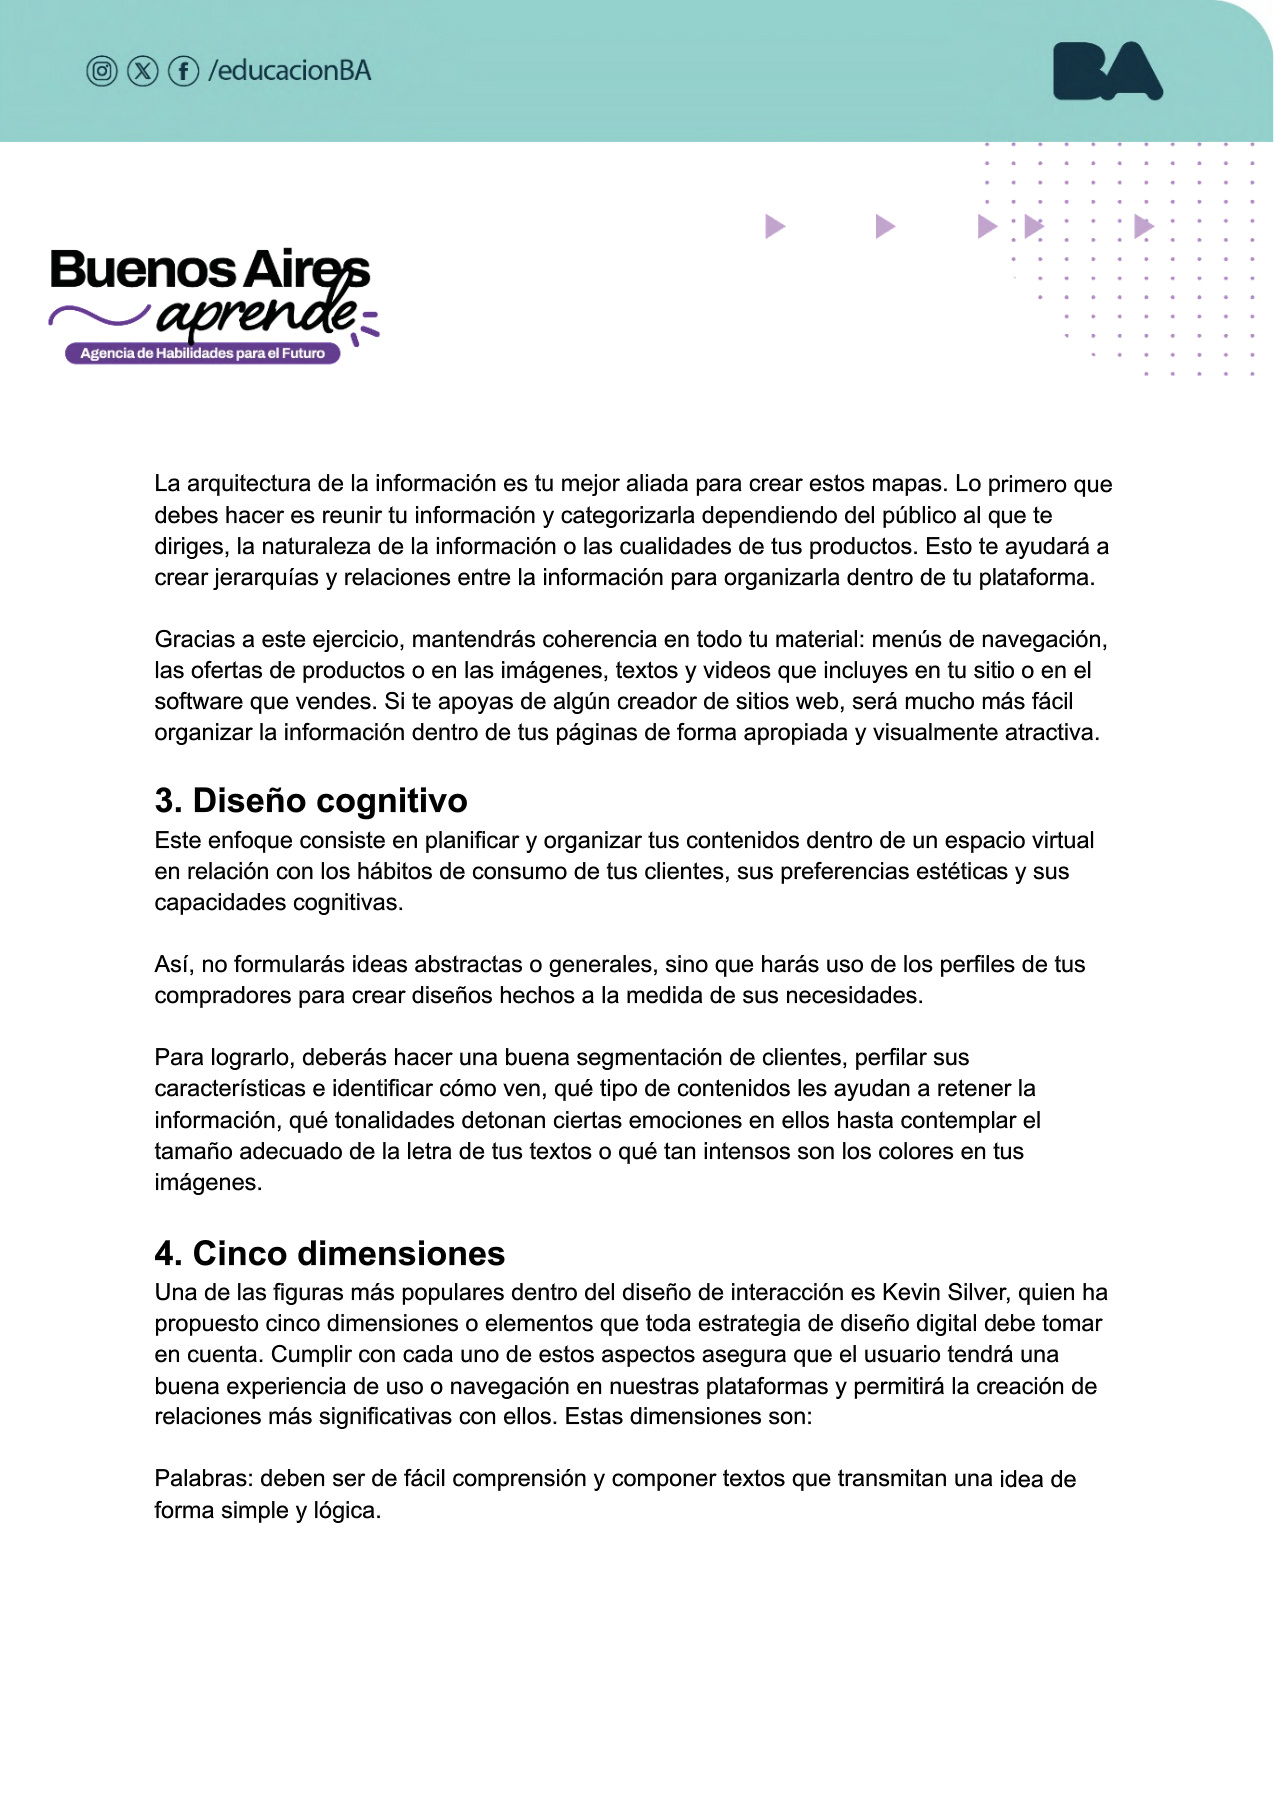 /educacionBA
BA
Buenos Aires
aprende
Agencia de Habilidades para el Futuro
La arquitectura de la información es tu mejor aliada para crear estos mapas. Lo primero que
debes hacer es reunir tu información y categorizarla dependiendo del público al que te
diriges, la naturaleza de la información o las cualidades de tus productos. Esto te ayudará a
crear jerarquías y relaciones entre la información para organizarla dentro de tu plataforma.
Gracias a este ejercicio, mantendrás coherencia en todo tu material: menús de navegación,
las ofertas de productos o en las imágenes, textos y videos que incluyes en tu sitio o en el
software que vendes. Si te apoyas de algún creador de sitios web, será mucho más fácil
organizar la información dentro de tus páginas de forma apropiada y visualmente atractiva.
3. Diseño cognitivo
Este enfoque consiste en planificar y organizar tus contenidos dentro de un espacio virtual
en relación con los hábitos de consumo de tus clientes, sus preferencias estéticas y sus
capacidades cognitivas.
Así, no formularás ideas abstractas o generales, sino que harás uso de los perfiles de tus
compradores para crear diseños hechos a la medida de sus necesidades.
Para lograrlo, deberás hacer una buena segmentación de clientes, perfilar sus
características e identificar cómo ven, qué tipo de contenidos les ayudan a retener la
información, qué tonalidades detonan ciertas emociones en ellos hasta contemplar el
tamaño adecuado de la letra de tus textos o qué tan intensos son los colores en tus
imágenes.
4. Cinco dimensiones
Una de las figuras más populares dentro del diseño de interacción es Kevin Silver, quien ha
propuesto cinco dimensiones o elementos que toda estrategia de diseño digital debe tomar
en cuenta. Cumplir con cada uno de estos aspectos asegura que el usuario tendrá una
buena experiencia de uso o navegación en nuestras plataformas y permitirá la creación de
relaciones más significativas con ellos. Estas dimensiones son:
Palabras: deben ser de fácil comprensión y componer textos que transmitan una idea de
forma simple y lógica.